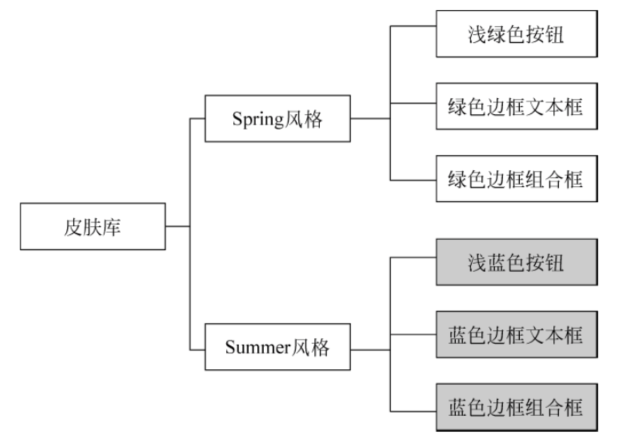 皮肤库
Spring风格
浅绿色按钮
绿色边框文本框
绿色边框组合框
Summer风格
浅蓝色按钮
蓝色边框文本框
蓝色边框组合框